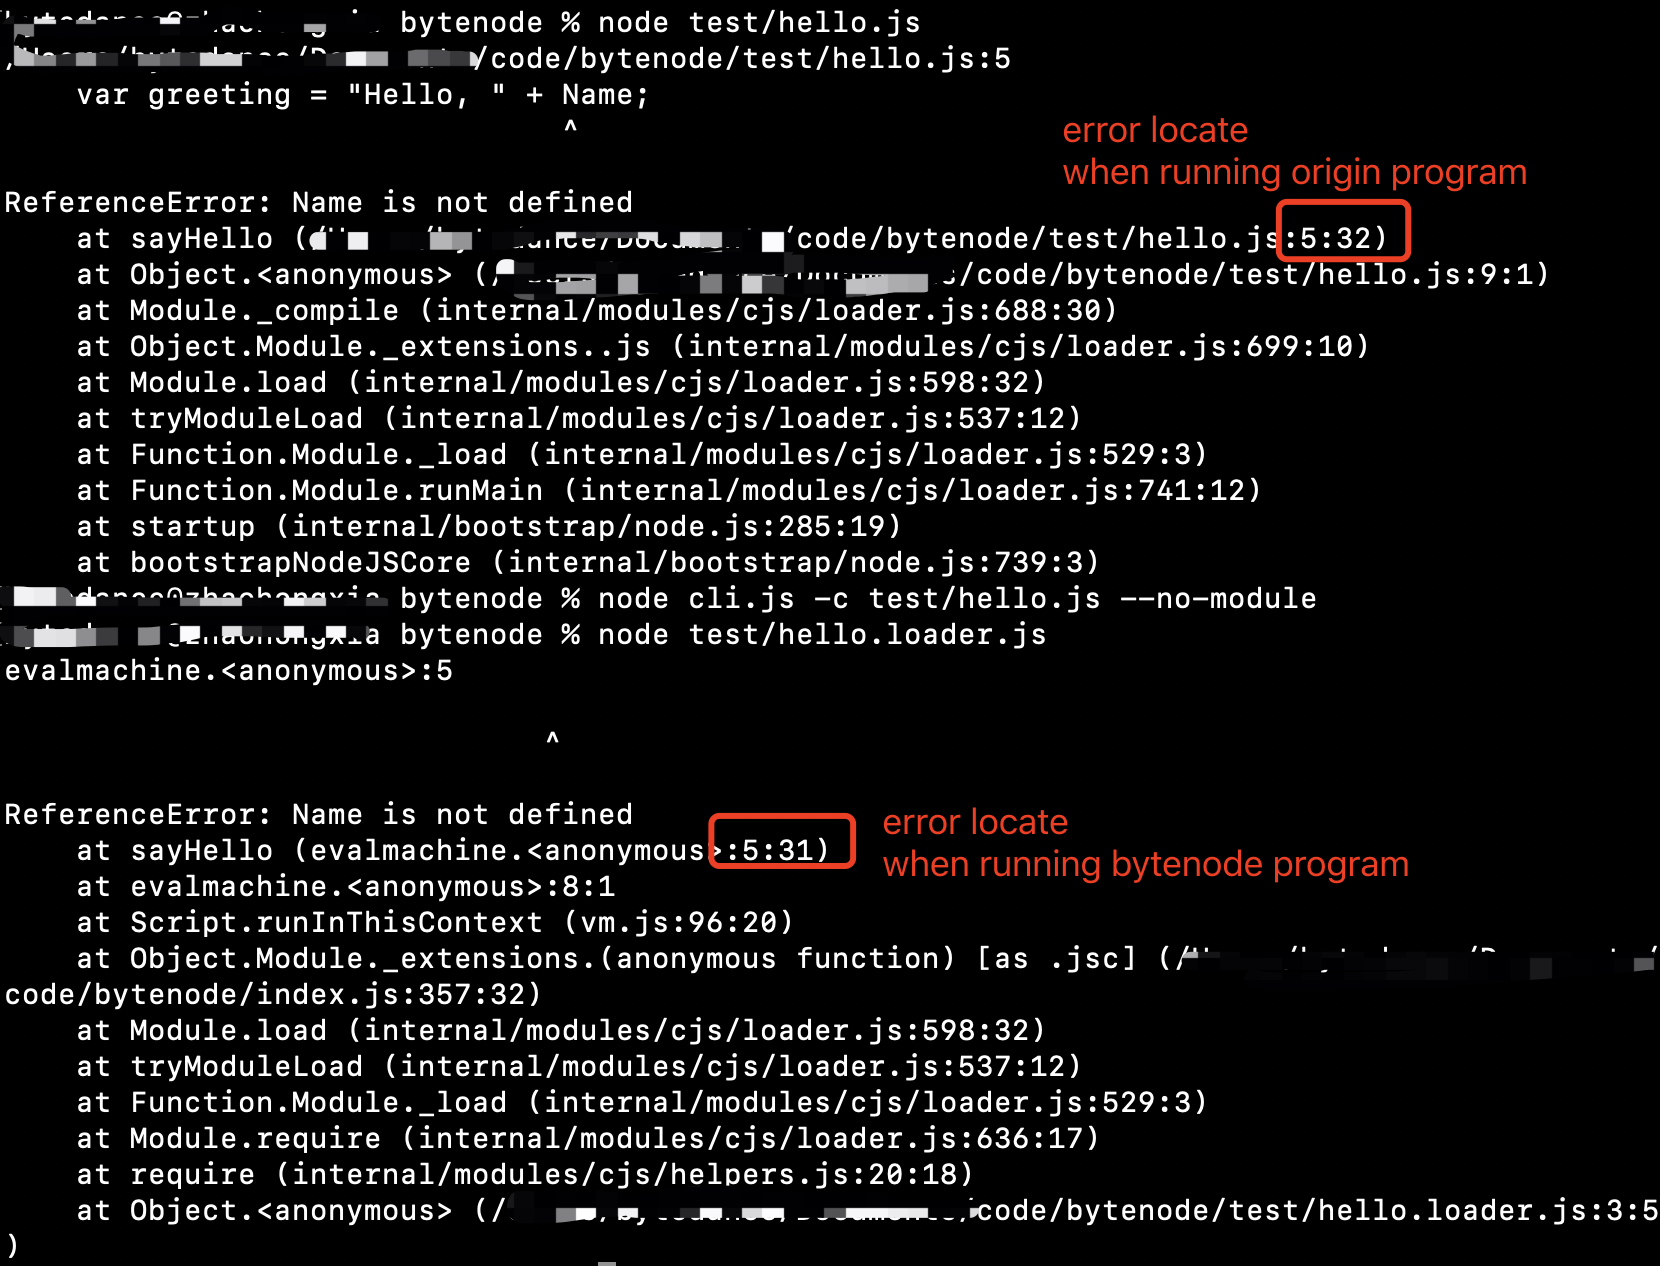 bytenode % node test/hello.js
/code/bytenode/test/hello.js:5
var greeting = "Hello, " + Name;
^
error locate
when running origin program
ReferenceError: Name is not defined
at sayHello (/code/bytenode/test/hello.js:5:32)
at Object.<anonymous> (/code/bytenode/test/hello.js:9:1)
at Module._compile (internal/modules/cjs/loader.js:688:30)
at Object.Module._extensions..js (internal/modules/cjs/loader.js:699:10)
at Module.load (internal/modules/cjs/loader.js:598:32)
at tryModuleLoad (internal/modules/cjs/loader.js:537:12)
at Function.Module._load (internal/modules/cjs/loader.js:529:3)
at Function.Module.runMain (internal/modules/cjs/loader.js:741:12)
at startup (internal/bootstrap/node.js:285:19)
at bootstrapNodeJSCore (internal/bootstrap/node.js:739:3)
bytenode % node cli.js -c test/hello.js --no-module
bytenode % node test/hello.loader.js
evalmachine.<anonymous>:5
^
ReferenceError: Name is not defined
at sayHello (evalmachine.<anonymous>:5:31)
error locate
when running bytenode program
at evalmachine.<anonymous>:8:1
at Script.runInThisContext (vm.js:96:20)
at Object.Module._extensions.(anonymous function) [as .jsc] (/
code/bytenode/index.js:357:32)
at Module.load (internal/modules/cjs/loader.js:598:32)
at tryModuleLoad (internal/modules/cjs/loader.js:537:12)
at Function.Module._load (internal/modules/cjs/loader.js:529:3)
at Module.require (internal/modules/cjs/loader.js:636:17)
at require (internal/modules/cjs/helpers.js:20:18)
at Object.<anonymous> (/code/bytenode/test/hello.loader.js:3:5
)